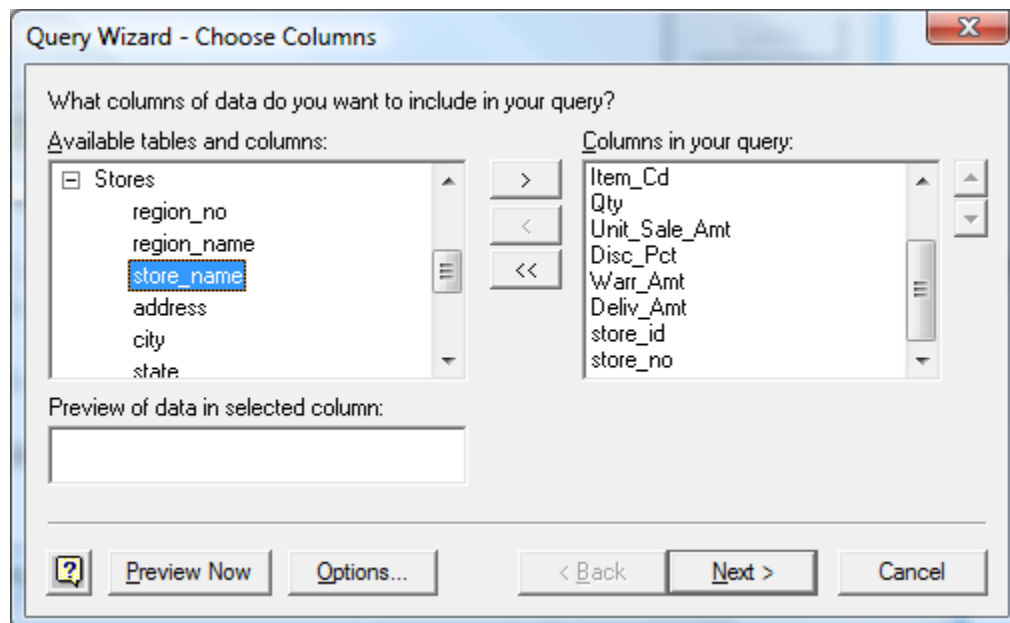 Query Wizard - Choose Columns
What columns of data do you want to include in your query?
Available tables and columns:
Columns in your query:
Stores
region_no
region_name
store_name
address
city
state
>
<
<<
Item_Cd
Qty
Unit_Sale_Amt
Disc_Pct
Warr_Amt
Deliv_Amt
store_id
store_no
Preview of data in selected column:
?
Preview Now
Options...
< Back
Next >
Cancel